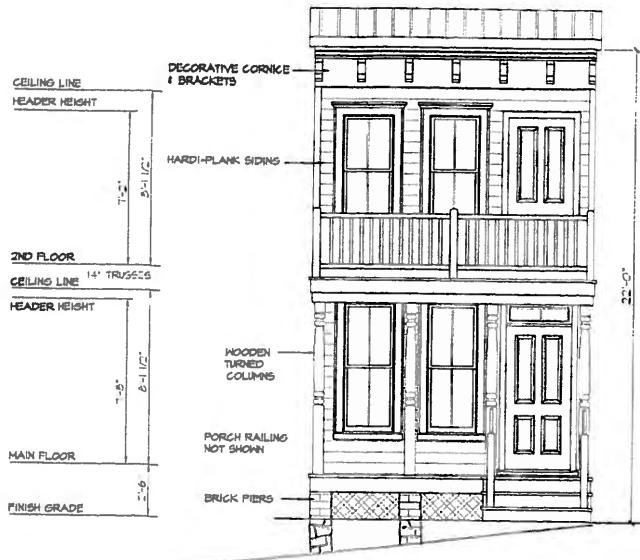 DECORATIVE CORNICE
& BRACKETS
CEILING LINE
HEADER HEIGHT
HARDI-PLANK SIDING
7'-2"
8'-1 1/2"
2ND FLOOR
14" TRUSSES
CEILING LINE
HEADER HEIGHT
22'-0"
WOODEN
TURNED
COLUMNS
7'-8"
8'-1 1/2"
PORCH RAILING
NOT SHOWN
MAIN FLOOR
2'-6"
BRICK PIERS
FINISH GRADE